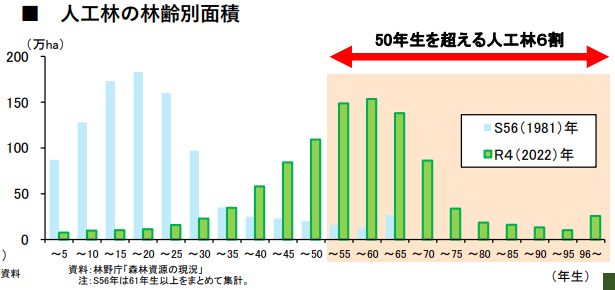 ■ 人工林の林齢別面積
(万ha)
50年生を超える人工林6割
200
150
100
50
0
S56(1981)年
R4(2022)年
～5 ～10 ～15 ～20 ～25 ～30 ～35 ～40 ～45 ～50 ～55 ～60 ～65 ～70 ～75 ～80 ～85 ～90 ～95 96～
)
(年生)
資料
資料：林野庁「森林資源の現況」
注：S56年は61年生以上をまとめて集計。